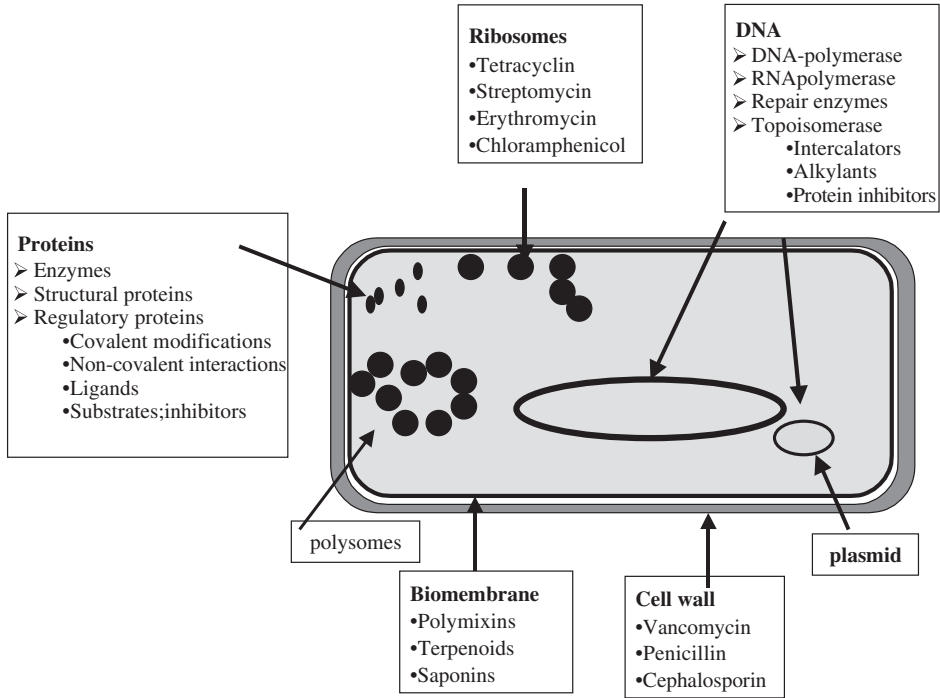 Ribosomes
•Tetracyclin
•Streptomycin
•Erythromycin
•Chloramphenicol
DNA
➢ DNA-polymerase
➢ RNApolymerase
➢ Repair enzymes
➢ Topoisomerase
•Intercalators
•Alkylants
•Protein inhibitors
Proteins
➢ Enzymes
➢ Structural proteins
➢ Regulatory proteins
•Covalent modifications
•Non-covalent interactions
•Ligands
•Substrates;inhibitors
polysomes
plasmid
Biomembrane
•Polymixins
•Terpenoids
•Saponins
Cell wall
•Vancomycin
•Penicillin
•Cephalosporin